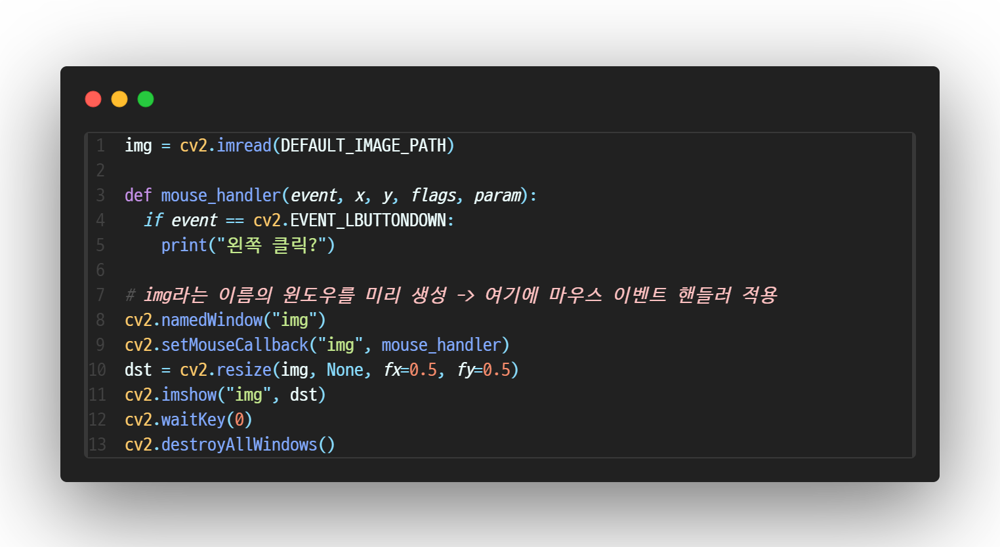 1 img = cv2.imread(DEFAULT_IMAGE_PATH)
2
3 def mouse_handler(event, x, y, flags, param):
4   if event == cv2.EVENT_LBUTTONDOWN:
5     print("왼쪽 클릭?")
6
7 # img라는 이름의 윈도우를 미리 생성 -> 여기에 마우스 이벤트 핸들러 적용
8 cv2.namedWindow("img")
9 cv2.setMouseCallback("img", mouse_handler)
10 dst = cv2.resize(img, None, fx=0.5, fy=0.5)
11 cv2.imshow("img", dst)
12 cv2.waitKey(0)
13 cv2.destroyAllWindows()